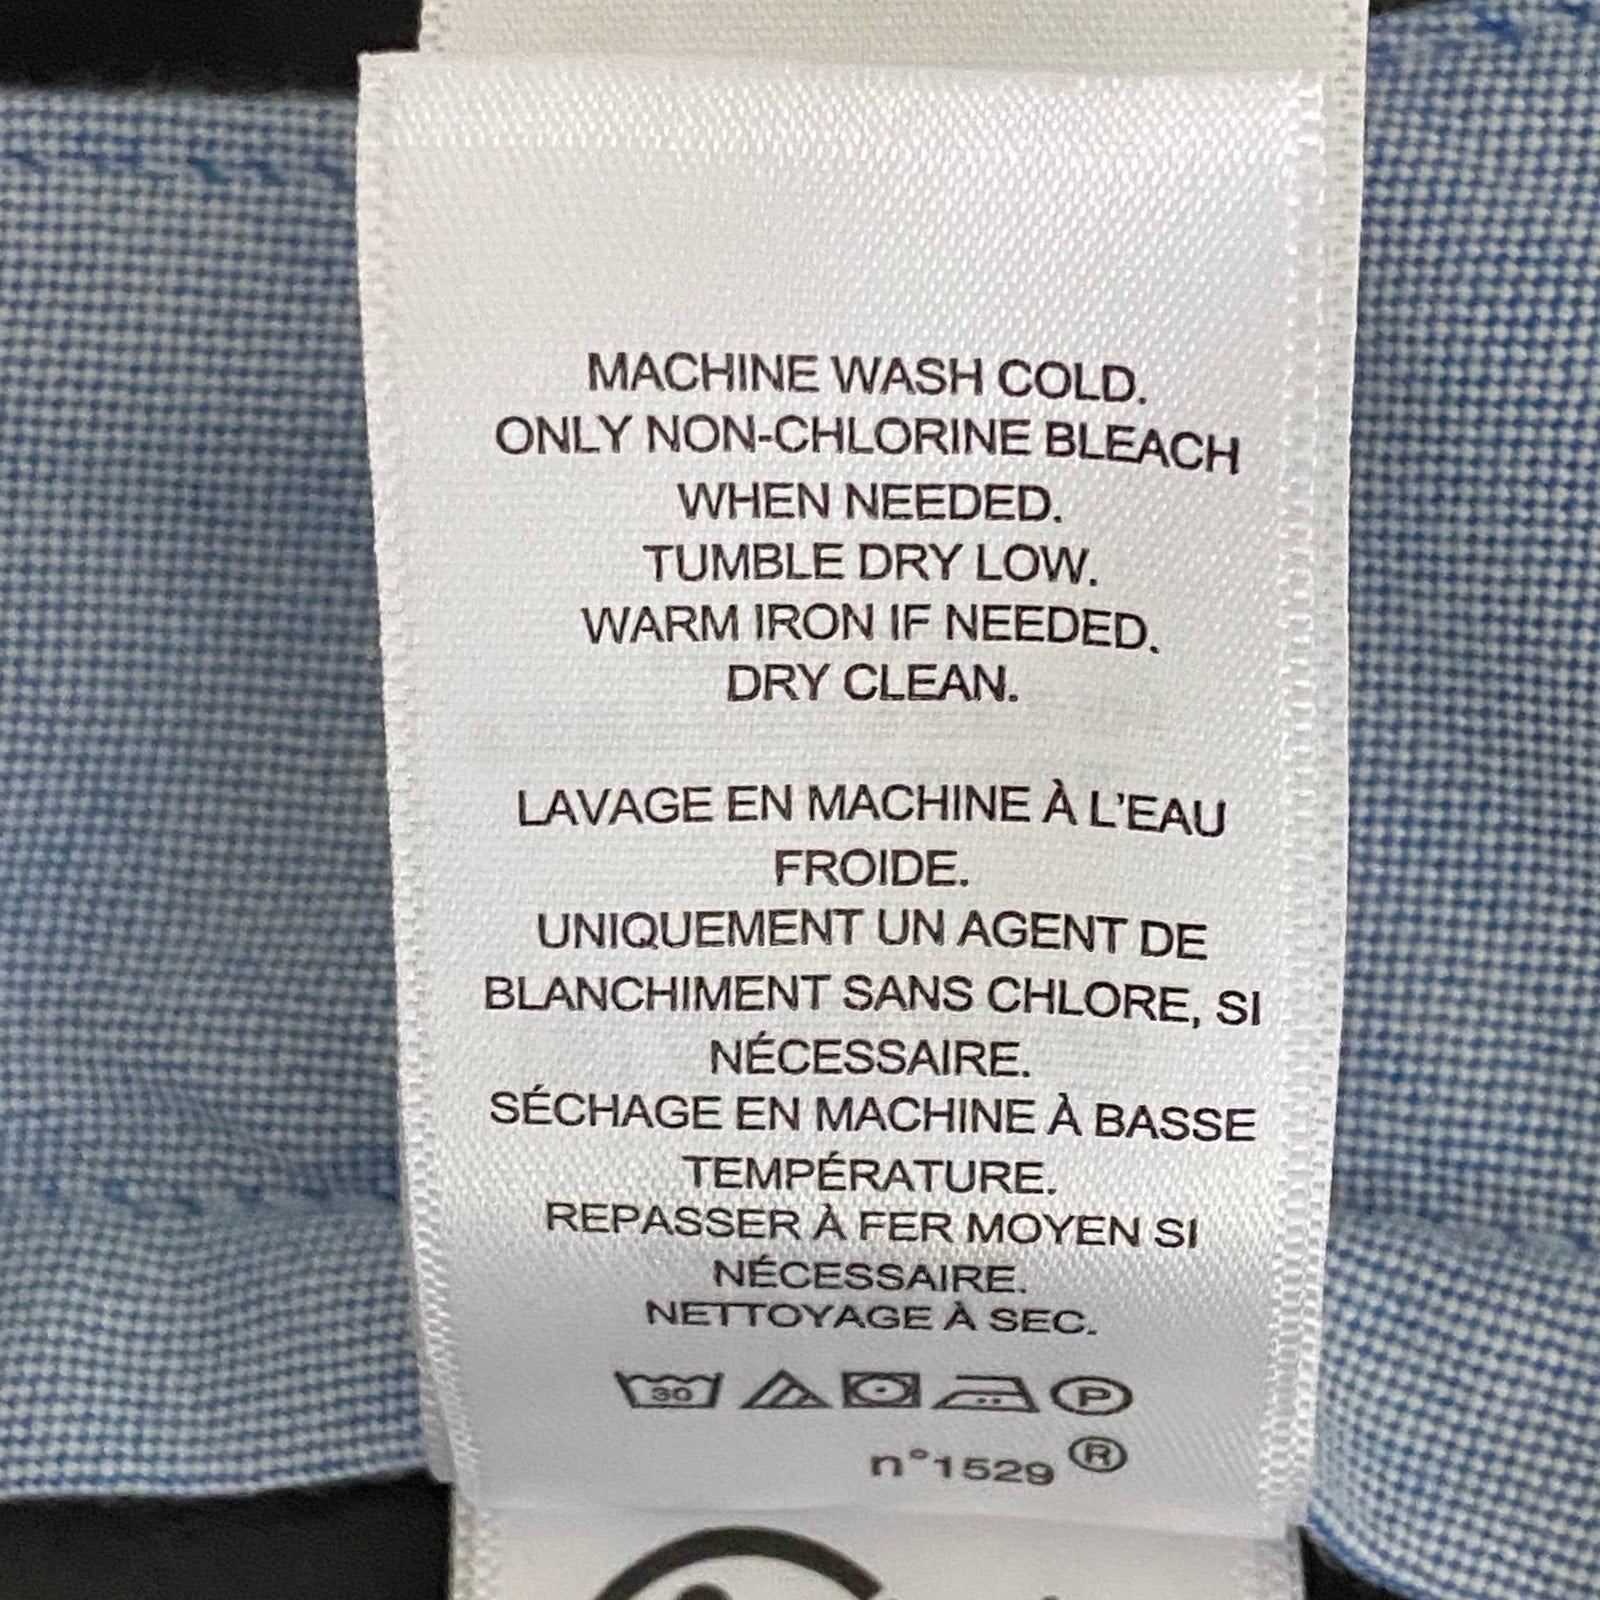 MACHINE WASH COLD.
ONLY NON-CHLORINE BLEACH
WHEN NEEDED.
TUMBLE DRY LOW.
WARM IRON IF NEEDED.
DRY CLEAN.
LAVAGE EN MACHINE À L'EAU
FROIDE.
UNIQUEMENT UN AGENT DE
BLANCHIMENT SANS CHLORE, SI
NÉCESSAIRE.
SÉCHAGE EN MACHINE À BASSE
TEMPÉRATURE.
REPASSER À FER MOYEN SI
NÉCESSAIRE.
NETTOYAGE À SEC.
30 P
n°1529 ®